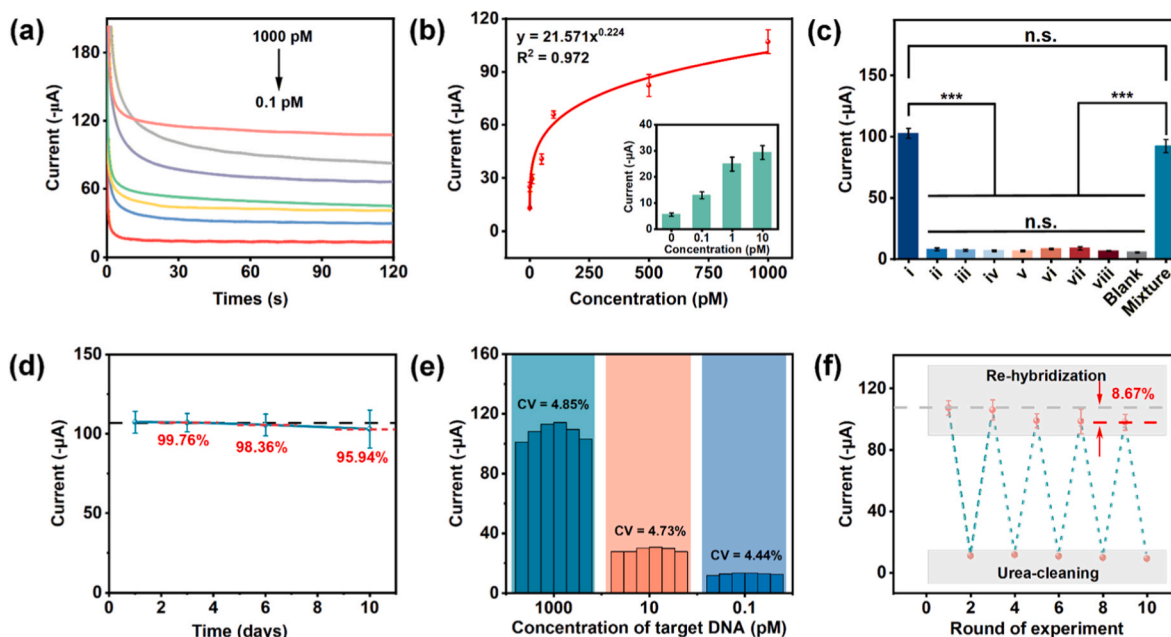 (a)
Current (-μA)
180
120
60
0
1000 pM
0.1 pM
0
30
60
90
120
Times (s)
(b)
Current (-μA)
120
90
60
30
0
y = 21.571x^0.224
R² = 0.972
Current (-μA)
40
30
20
10
0
0
0.1
1
10
Concentration (pM)
0
250
500
750
1000
Concentration (pM)
(c)
Current (-μA)
150
100
50
0
n.s.
***
***
n.s.
i
ii
iii
iv
v
vi
vii
viii
Blank
Mixture
(d)
Current (-μA)
150
100
50
0
99.76%
98.36%
95.94%
0
2
4
6
8
10
Time (days)
(e)
Current (-μA)
160
120
80
40
0
CV = 4.85%
CV = 4.73%
CV = 4.44%
1000
10
0.1
Concentration of target DNA (pM)
(f)
Current (-μA)
120
80
40
0
Re-hybridization
8.67%
Urea-cleaning
0
2
4
6
8
10
Round of experiment